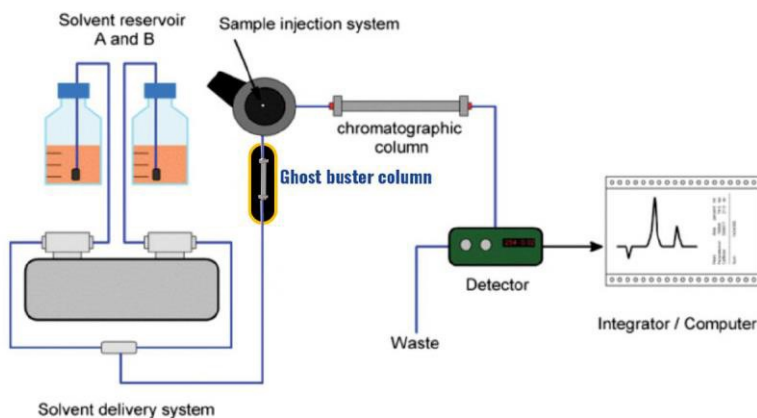 Solvent reservoir
A and B
Sample injection system
chromatographic
column
Ghost buster column
Detector
Waste
Integrator / Computer
Solvent delivery system